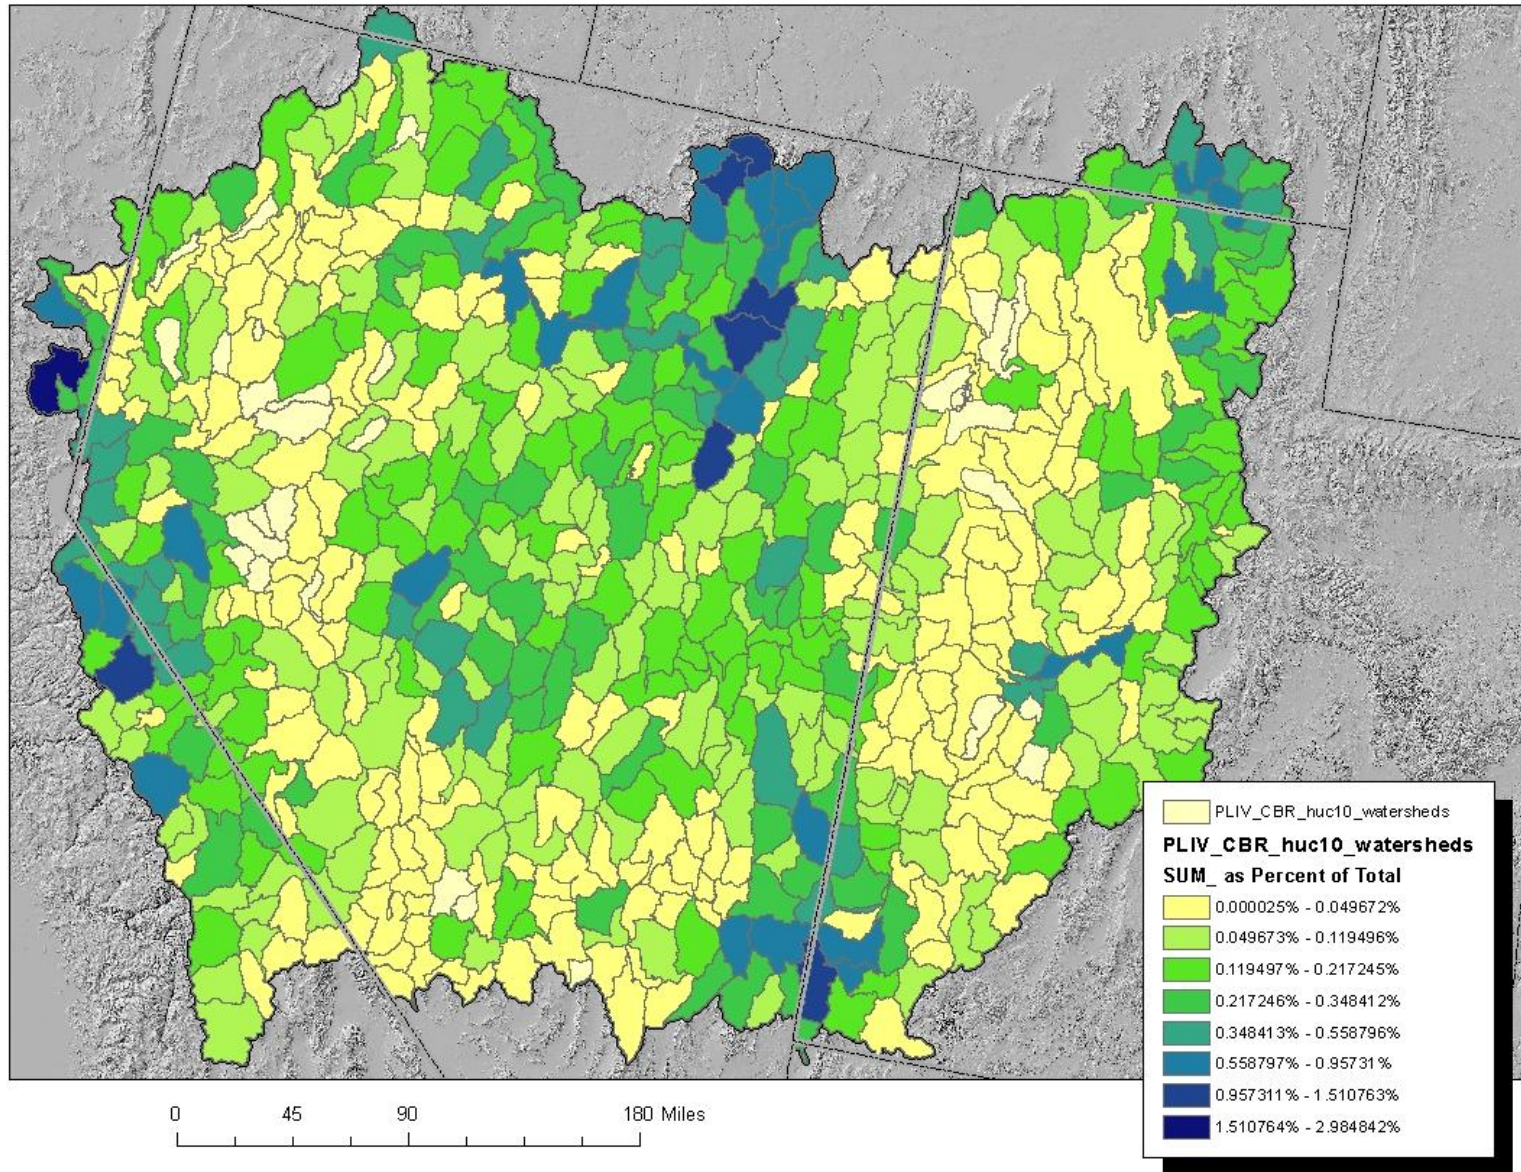 PLIV_CBR_huc10_watersheds
PLIV_CBR_huc10_watersheds
SUM_ as Percent of Total
0.000025% - 0.049672%
0.049673% - 0.119496%
0.119497% - 0.217245%
0.217246% - 0.348412%
0.348413% - 0.558796%
0.558797% - 0.95731%
0.957311% - 1.510763%
1.510764% - 2.984842%
0 45 90 180 Miles